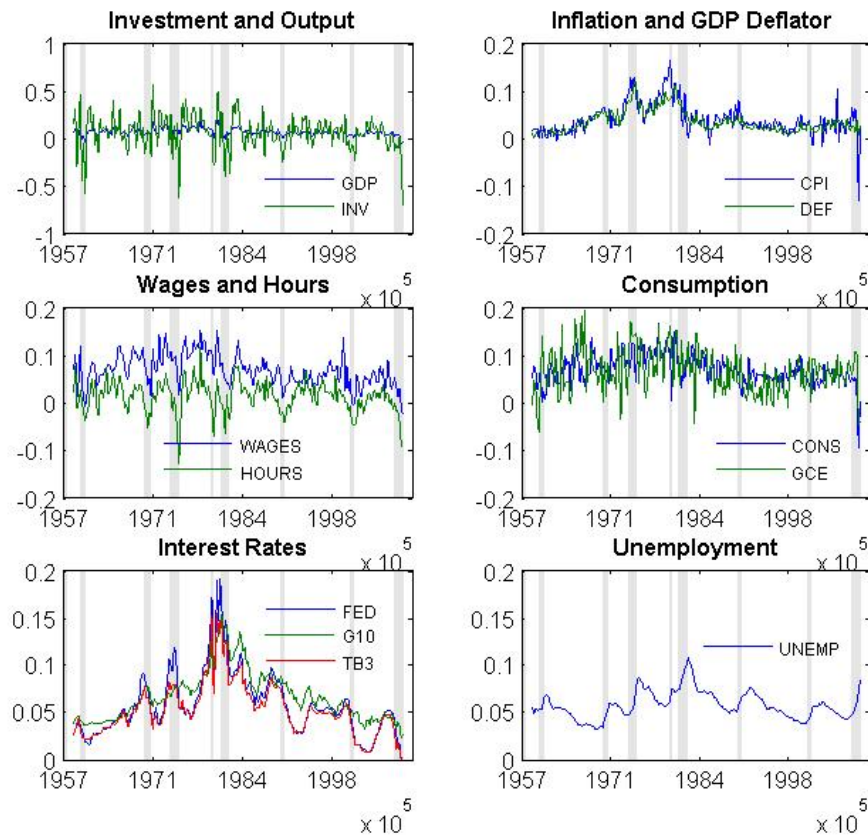 Investment and Output
1
0.5
0
-0.5
-1
1957 1971 1984 1998
x 10 5
GDP
INV
Inflation and GDP Deflator
0.2
0.1
0
-0.1
-0.2
1957 1971 1984 1998
x 10 5
CPI
DEF
Wages and Hours
0.2
0.1
0
-0.1
-0.2
1957 1971 1984 1998
x 10 5
WAGES
HOURS
Consumption
0.2
0.1
0
-0.1
-0.2
1957 1971 1984 1998
x 10 5
CONS
GCE
Interest Rates
0.2
0.15
0.1
0.05
0
1957 1971 1984 1998
x 10 5
FED
G10
TB3
Unemployment
0.2
0.15
0.1
0.05
0
1957 1971 1984 1998
x 10 5
UNEMP